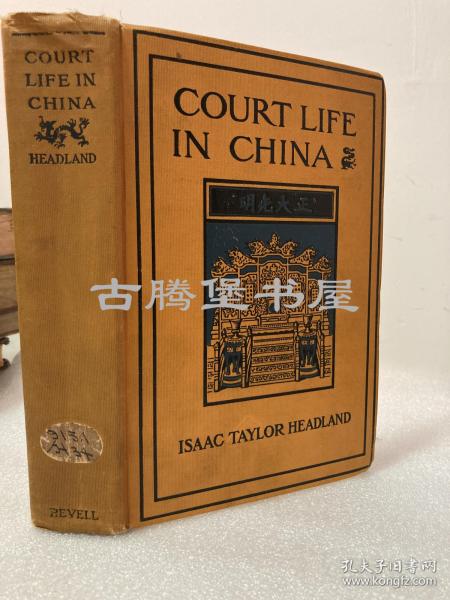 COURT
LIFE IN
CHINA
HEADLAND
REVELL
COURT LIFE
IN CHINA
明光大正
ISAAC TAYLOR HEADLAND
古腾堡书屋
孔夫子旧书网
www.kongfz.com